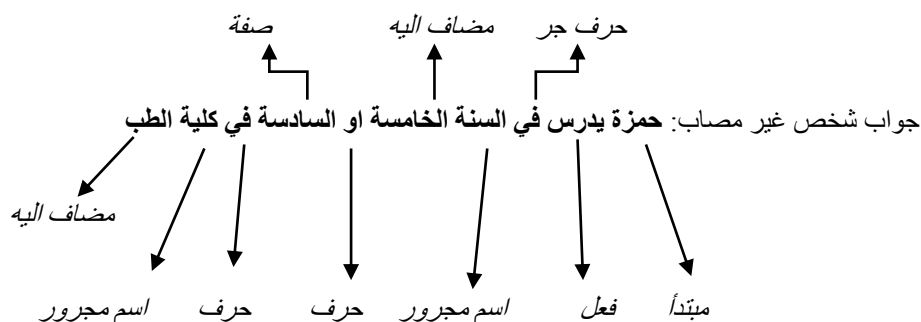 حرف جر مضاف اليه صفة
جواب شخص غير مصاب: حمزة يدرس في السنة الخامسة او السادسة في كلية الطب
مضاف اليه
مبتدأ فعل اسم مجرور حرف حرف اسم مجرور